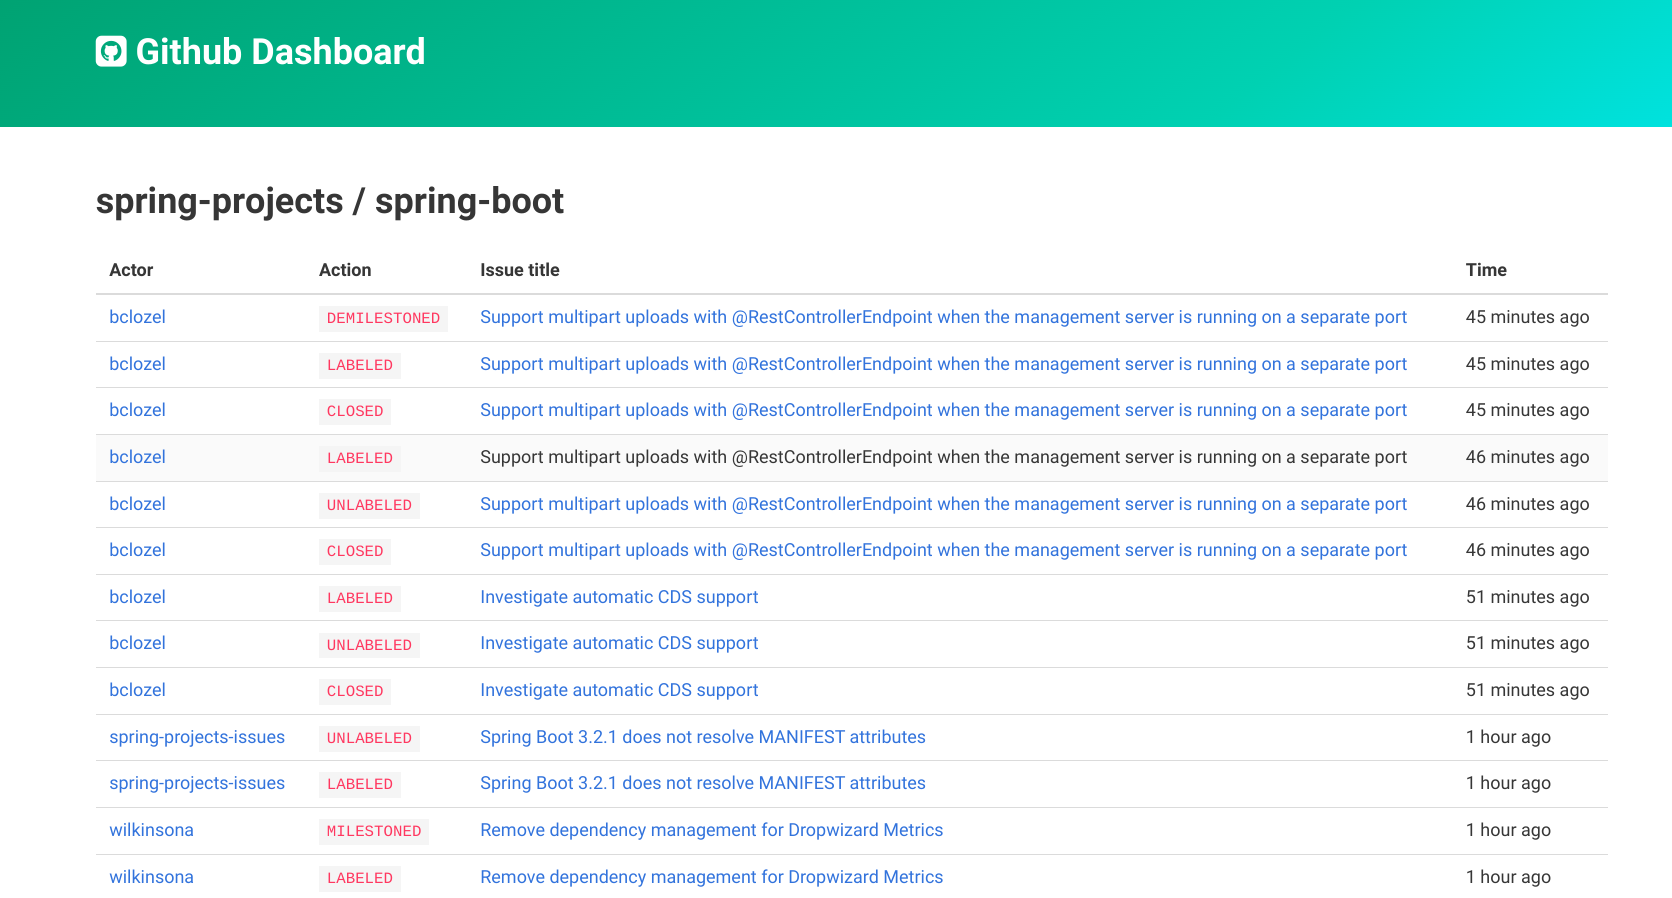 Github Dashboard
spring-projects / spring-boot
Actor Action Issue title Time
bclozel DEMILESTONED Support multipart uploads with @RestControllerEndpoint when the management server is running on a separate port 45 minutes ago
bclozel LABELED Support multipart uploads with @RestControllerEndpoint when the management server is running on a separate port 45 minutes ago
bclozel CLOSED Support multipart uploads with @RestControllerEndpoint when the management server is running on a separate port 45 minutes ago
bclozel LABELED Support multipart uploads with @RestControllerEndpoint when the management server is running on a separate port 46 minutes ago
bclozel UNLABELED Support multipart uploads with @RestControllerEndpoint when the management server is running on a separate port 46 minutes ago
bclozel CLOSED Support multipart uploads with @RestControllerEndpoint when the management server is running on a separate port 46 minutes ago
bclozel LABELED Investigate automatic CDS support 51 minutes ago
bclozel UNLABELED Investigate automatic CDS support 51 minutes ago
bclozel CLOSED Investigate automatic CDS support 51 minutes ago
spring-projects-issues UNLABELED Spring Boot 3.2.1 does not resolve MANIFEST attributes 1 hour ago
spring-projects-issues LABELED Spring Boot 3.2.1 does not resolve MANIFEST attributes 1 hour ago
wilkinsona MILESTONED Remove dependency management for Dropwizard Metrics 1 hour ago
wilkinsona LABELED Remove dependency management for Dropwizard Metrics 1 hour ago